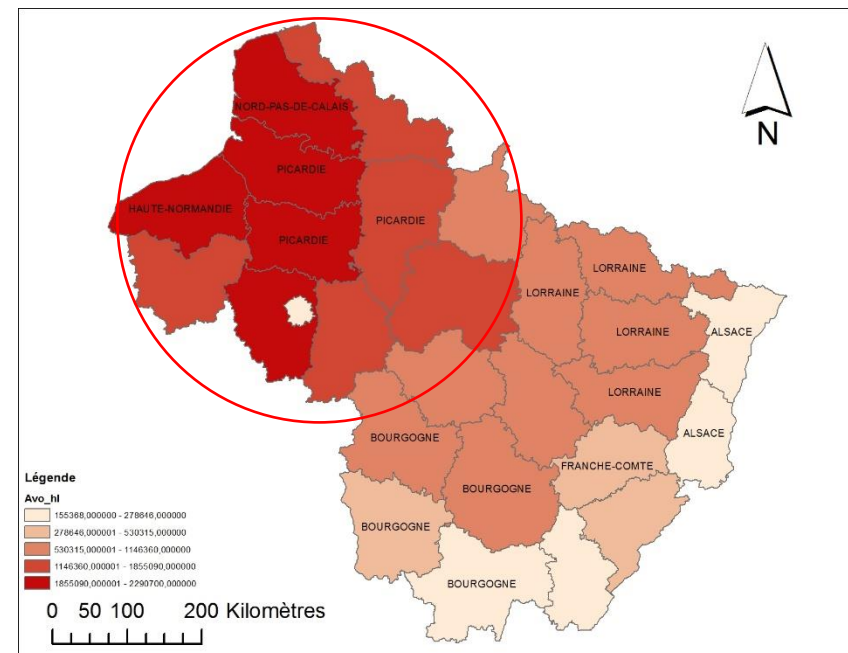 N
NORD-PAS-DE-CALAIS
PICARDIE
HAUTE-NORMANDIE
PICARDIE
PICARDIE
LORRAINE
LORRAINE
LORRAINE
ALSACE
LORRAINE
ALSACE
BOURGOGNE
FRANCHE-COMTE
BOURGOGNE
BOURGOGNE
BOURGOGNE
Légende
Avo_hl
155368,000000 - 278646,000000
278646,000001 - 530315,000000
530315,000001 - 1146360,000000
1146360,000001 - 1855090,000000
1855090,000001 - 2290700,000000
0 50 100 200 Kilomètres